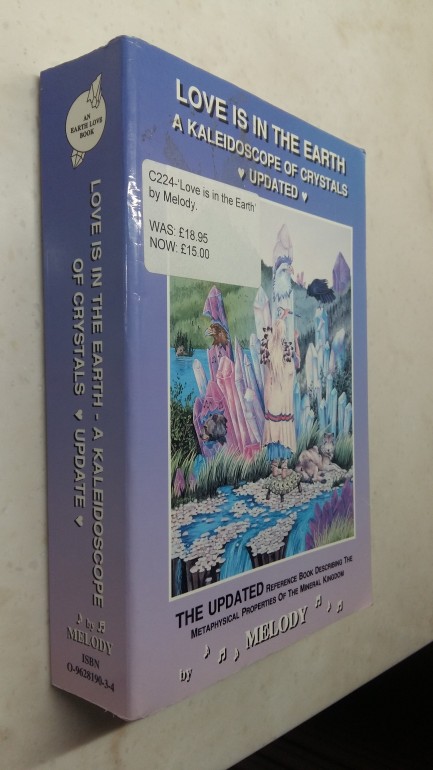 AN
EARTH LOVE
BOOK
LOVE IS IN THE EARTH - A KALEIDOSCOPE
OF CRYSTALS ♥ UPDATE ♥
♪ by ♫
MELODY
ISBN
O-9628190-3-4
LOVE IS IN THE EARTH
A KALEIDOSCOPE OF CRYSTALS
♥ UPDATED ♥
C224-'Love is in the Earth'
by Melody.
WAS: £18.95
NOW: £15.00
THE UPDATED REFERENCE BOOK DESCRIBING THE
METAPHYSICAL PROPERTIES OF THE MINERAL KINGDOM
by ♪ ♫ ♪ MELODY ♫ ♪ ♫